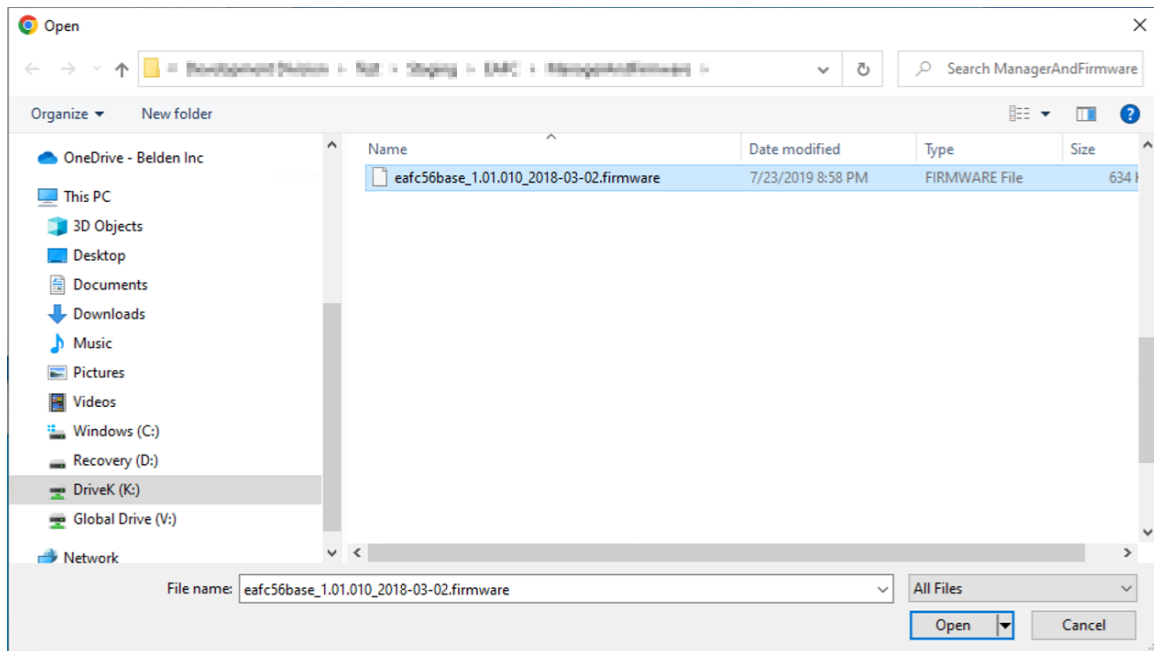 Open
Search ManagerAndFirmware
Organize
New folder
OneDrive - Belden Inc
This PC
3D Objects
Desktop
Documents
Downloads
Music
Pictures
Videos
Windows (C:)
Recovery (D:)
DriveK (K:)
Global Drive (V:)
Network
Name Date modified Type Size
eafc56base_1.01.010_2018-03-02.firmware 7/23/2019 8:58 PM FIRMWARE File 634
File name: eafc56base_1.01.010_2018-03-02.firmware All Files
Open Cancel